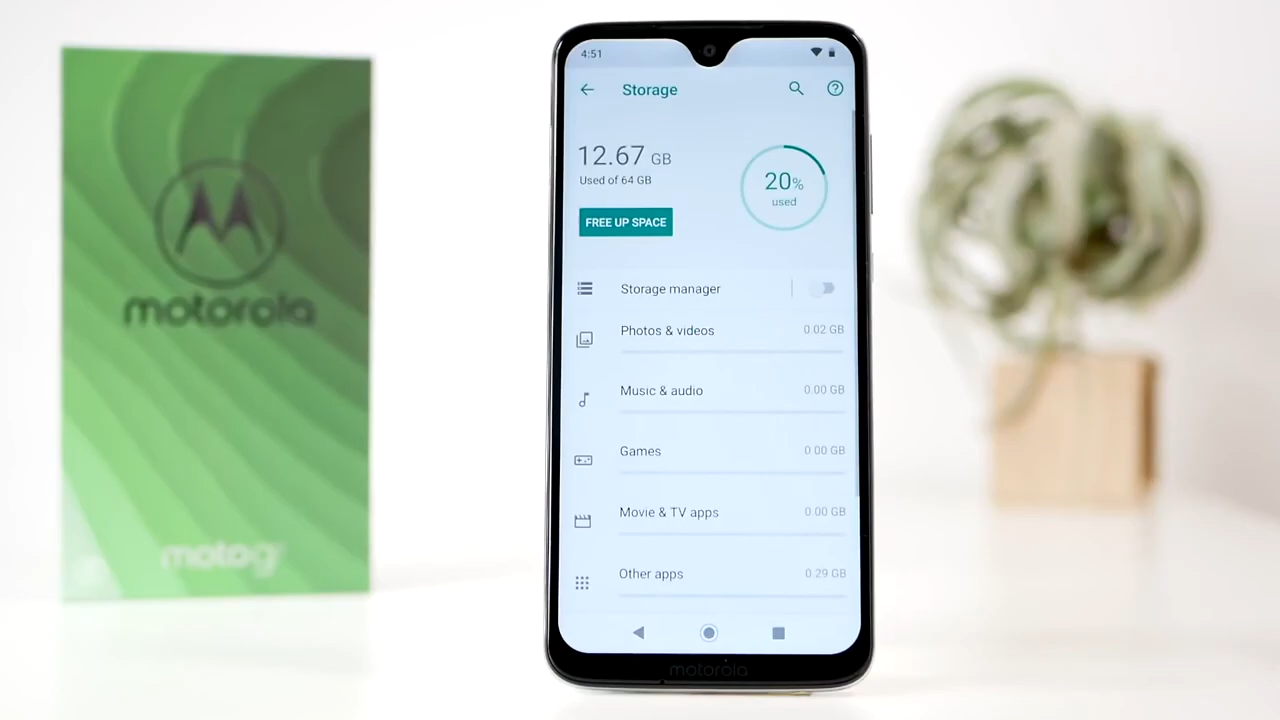 motorola
moto g
4:51
Storage
12.67 GB
Used of 64 GB
20%
used
FREE UP SPACE
Storage manager
Photos & videos 0.02 GB
Music & audio 0.00 GB
Games 0.00 GB
Movie & TV apps 0.00 GB
Other apps 0.29 GB
motorola